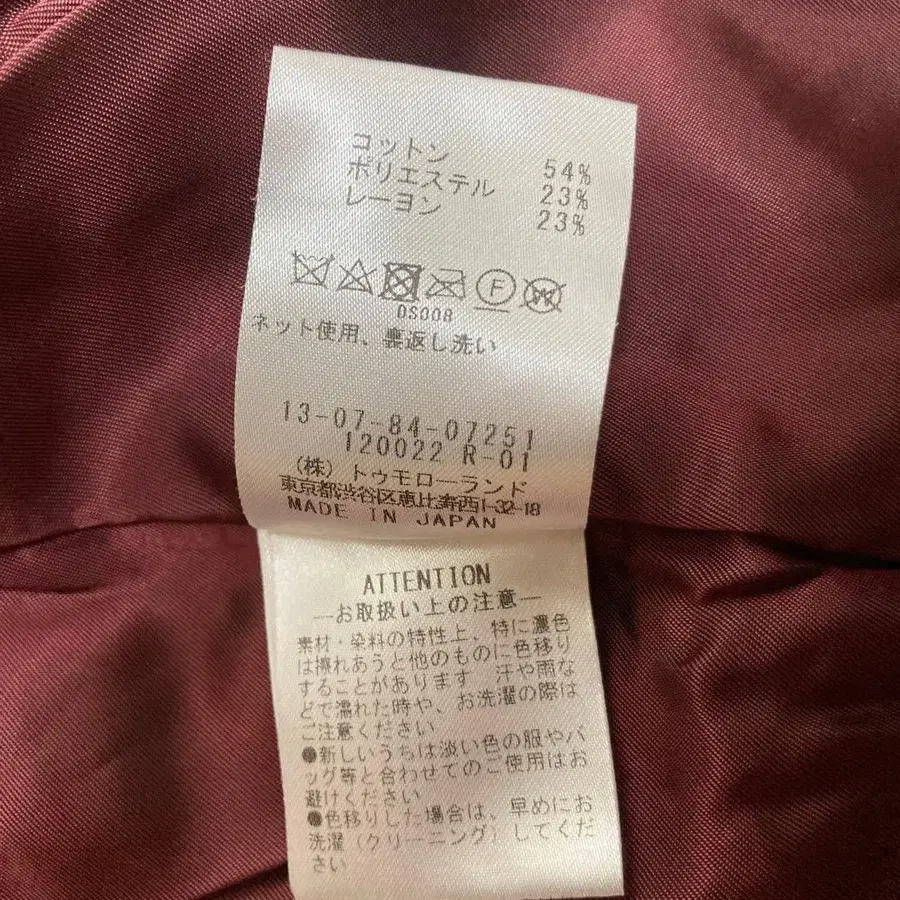 コットン 54%
ポリエステル 23%
レーヨン 23%
F
W
DS008
ネット使用、裏返し洗い
13-07-84-07251
120022 R-01
(株) トゥモローランド
東京都渋谷区恵比寿西1-32-18
MADE IN JAPAN
ATTENTION
—お取扱い上の注意—
素材・染料の特性上、特に濃色
は擦れあうと他のものに色移り
することがあります 汗や雨な
どで濡れた時や、お洗濯の際は
ご注意ください
●新しいうちは淡い色の服やバ
ッグ等と合わせてのご使用はお
避けください
●色移りした場合は、早めにお
洗濯(クリーニング)してくだ
さい